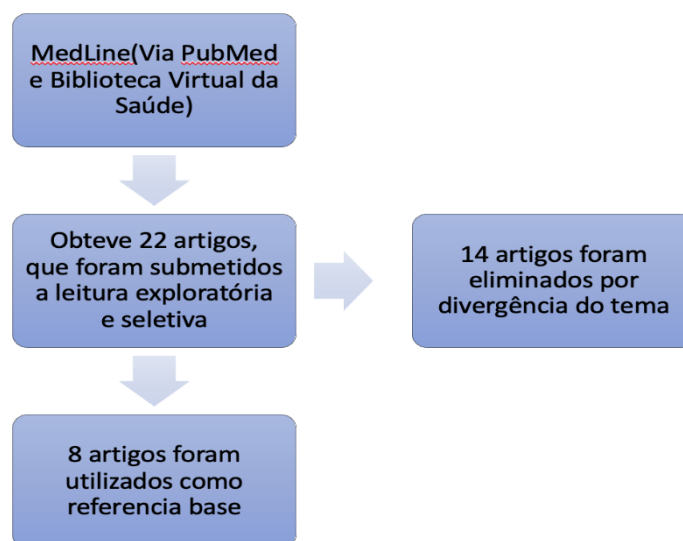 MedLine(Via PubMed
e Biblioteca Virtual da
Saúde)
Obteve 22 artigos,
que foram submetidos
a leitura exploratória
e seletiva
14 artigos foram
eliminados por
divergência do tema
8 artigos foram
utilizados como
referencia base